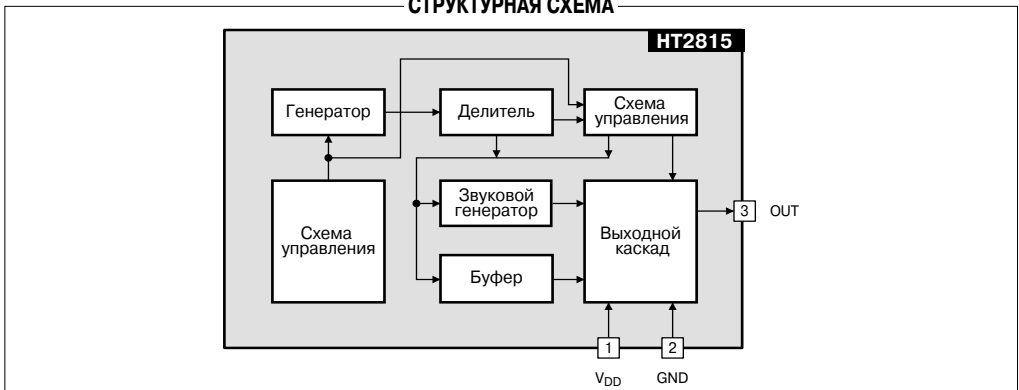 СТРУКТУРНАЯ СХЕМА
HT2815
Генератор
Делитель
Схема
управления
Звуковой
генератор
Схема
управления
Выходной
каскад
Буфер
3 OUT
1
2
VDD
GND